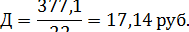 Д = 377,1 / 22 = 17,14 руб.